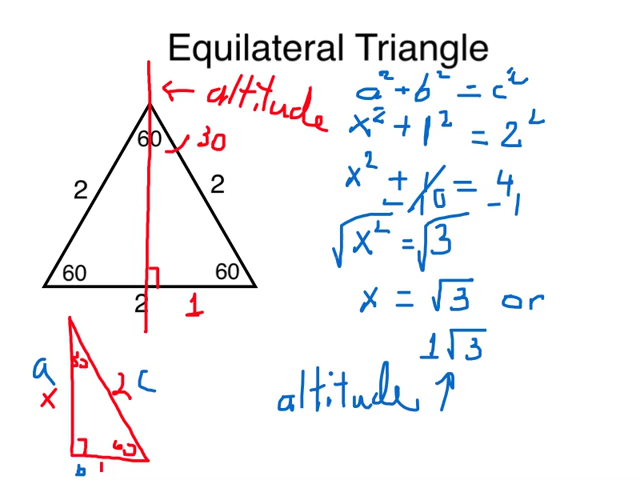 Equilateral Triangle
← altitude
60
30
2
2
60
60
2
1
a² + b² = c²
x² + 1² = 2²
x² + 1 0 = 4
- 1
- 1
√x² = √3
x = √3 or
1√3
altitude ↑
30
a
x
2 c
60
b 1